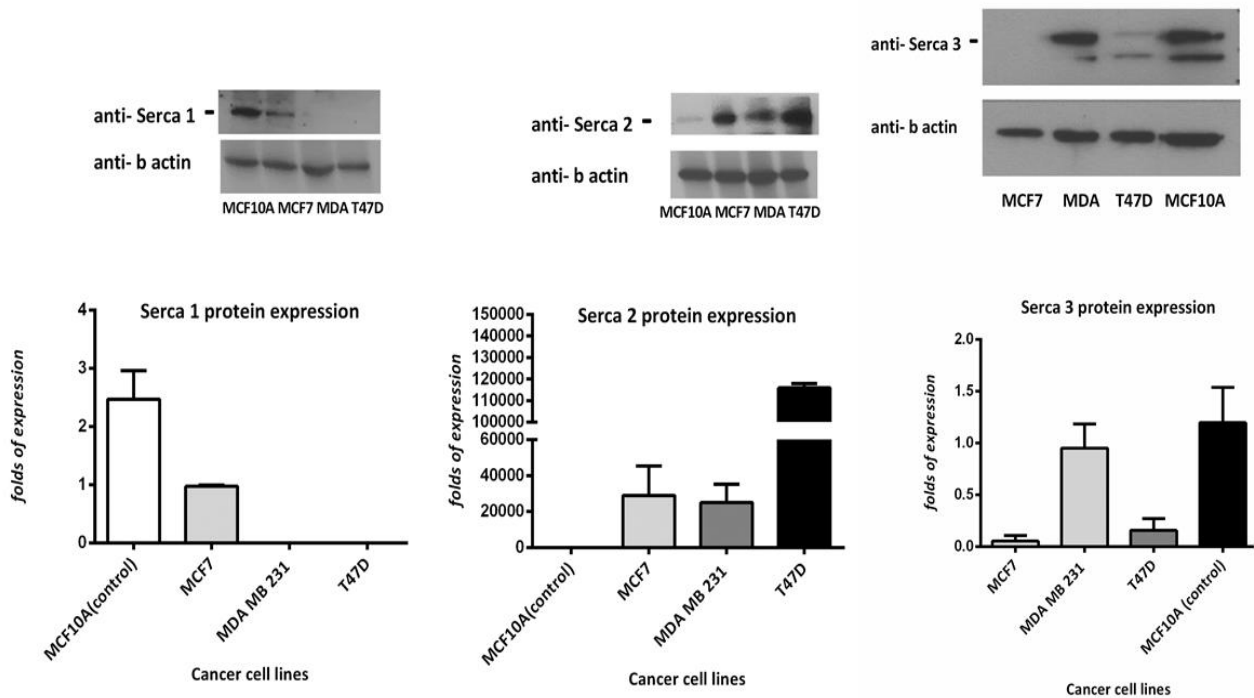 anti- Serca 1
anti- b actin
MCF10A MCF7 MDA T47D
anti- Serca 2
anti- b actin
MCF10A MCF7 MDA T47D
anti- Serca 3
anti- b actin
MCF7 MDA T47D MCF10A
Serca 1 protein expression
folds of expression
4
3
2
1
0
MCF10A(control)
MCF7
MDA MB 231
T47D
Cancer cell lines
Serca 2 protein expression
folds of expression
150000
140000
130000
120000
110000
100000
60000
40000
20000
0
MCF10A(control)
MCF7
MDA MB 231
T47D
Cancer cell lines
Serca 3 protein expression
folds of expression
2.0
1.5
1.0
0.5
0.0
MCF7
MDA MB 231
T47D
MCF10A (control)
Cancer cell lines